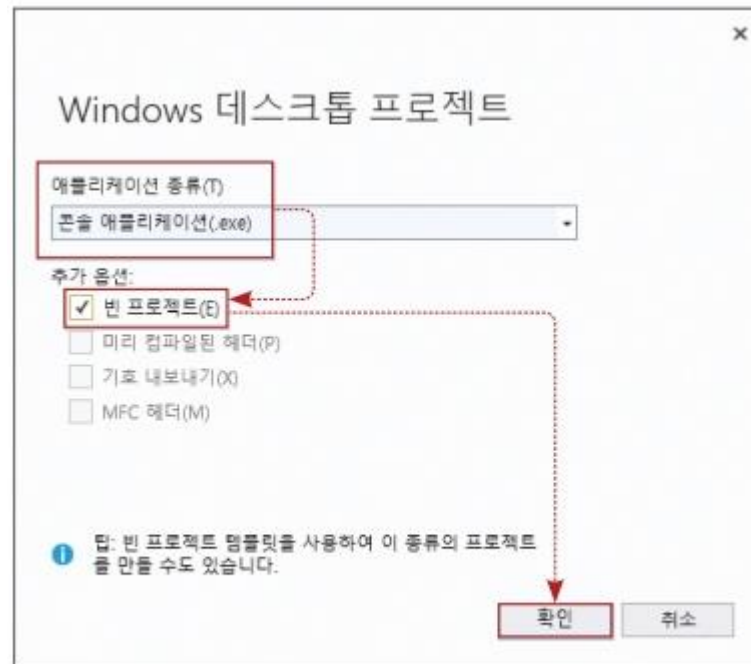 Windows 데스크톱 프로젝트
애플리케이션 종류(T)
콘솔 애플리케이션(.exe)
추가 옵션:
빈 프로젝트(E)
미리 컴파일된 헤더(P)
기호 내보내기(X)
MFC 헤더(M)
팁: 빈 프로젝트 템플릿을 사용하여 이 종류의 프로젝트
를 만들 수도 있습니다.
확인 취소